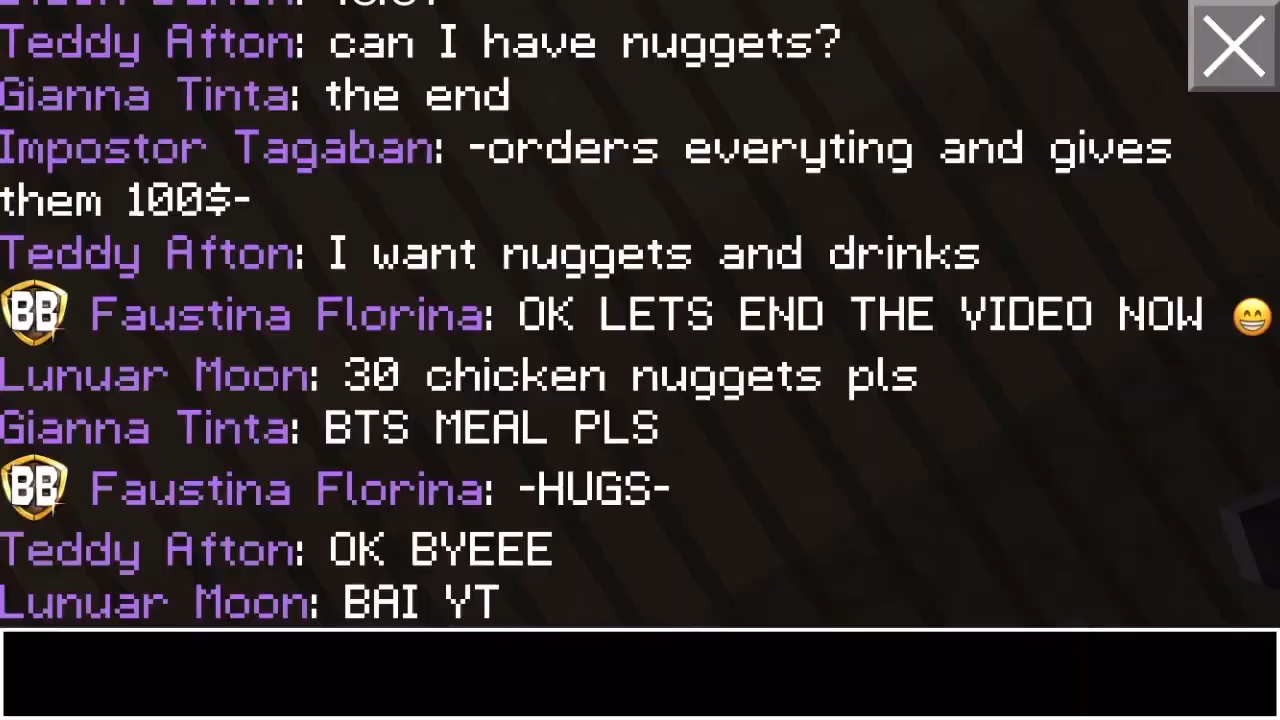 Teddy Afton: can I have nuggets?
Gianna Tinta: the end
Impostor Tagaban: -orders everyting and gives
them 100$-
Teddy Afton: I want nuggets and drinks
BB Faustina Florina: OK LETS END THE VIDEO NOW 😁
Lunuar Moon: 30 chicken nuggets pls
Gianna Tinta: BTS MEAL PLS
BB Faustina Florina: -HUGS-
Teddy Afton: OK BYEEE
Lunuar Moon: BAI YT